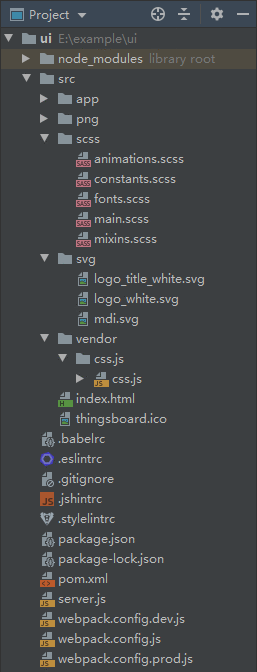 Project
ui E:\example\ui
node_modules library root
src
app
png
scss
animations.scss
constants.scss
fonts.scss
main.scss
mixins.scss
svg
logo_title_white.svg
logo_white.svg
mdi.svg
vendor
css.js
css.js
index.html
thingsboard.ico
.babelrc
.eslintrc
.gitignore
.jshintrc
.stylelintrc
package.json
package-lock.json
pom.xml
server.js
webpack.config.dev.js
webpack.config.js
webpack.config.prod.js